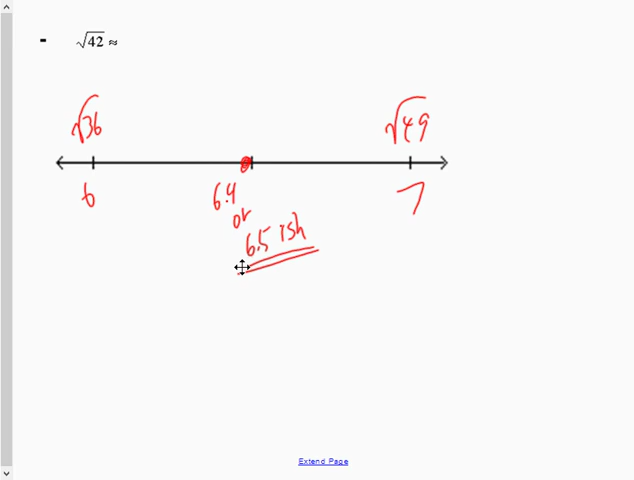 - √42 ≈
√36 √49
6 7
6.4
or
6.5 ish
Extend Page